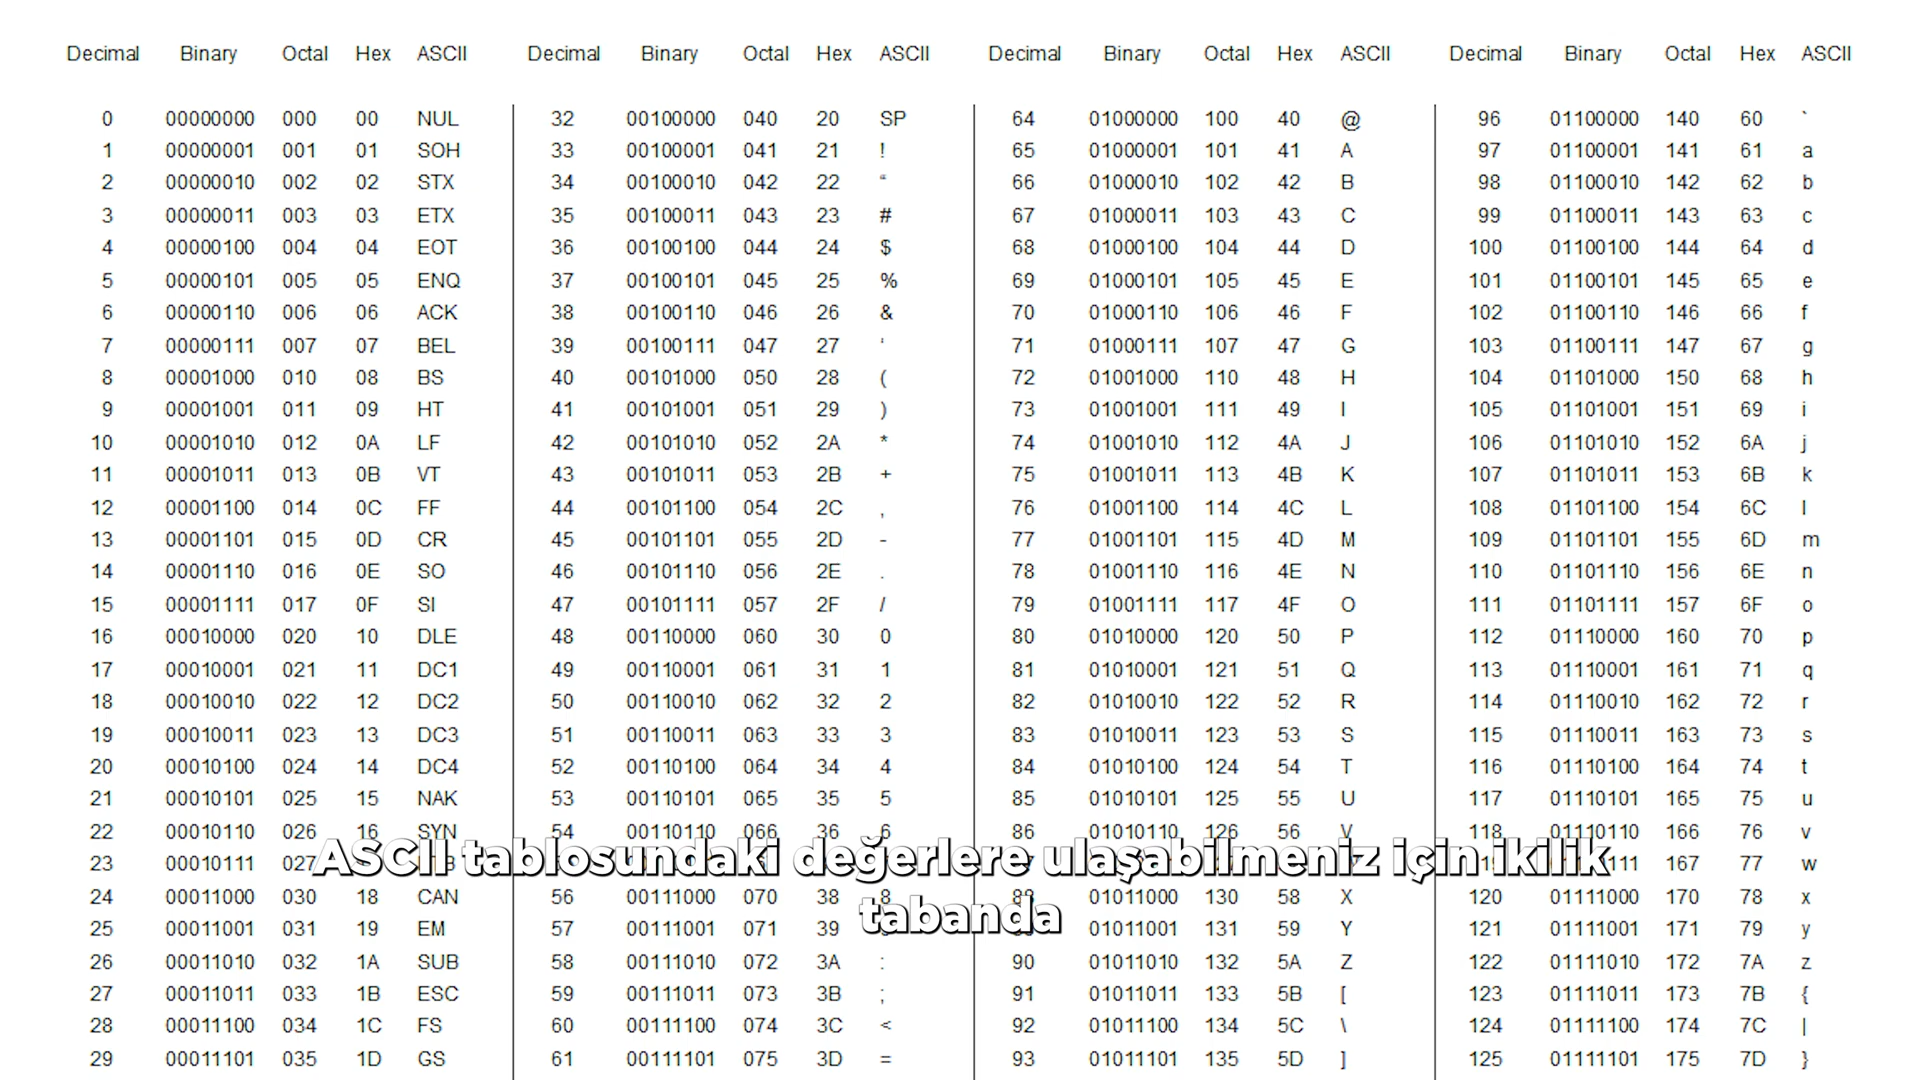 Decimal Binary Octal Hex ASCII Decimal Binary Octal Hex ASCII Decimal Binary Octal Hex ASCII Decimal Binary Octal Hex ASCII
0 00000000 000 00 NUL 32 00100000 040 20 SP 64 01000000 100 40 @ 96 01100000 140 60 `
1 00000001 001 01 SOH 33 00100001 041 21 ! 65 01000001 101 41 A 97 01100001 141 61 a
2 00000010 002 02 STX 34 00100010 042 22 “ 66 01000010 102 42 B 98 01100010 142 62 b
3 00000011 003 03 ETX 35 00100011 043 23 # 67 01000011 103 43 C 99 01100011 143 63 c
4 00000100 004 04 EOT 36 00100100 044 24 $ 68 01000100 104 44 D 100 01100100 144 64 d
5 00000101 005 05 ENQ 37 00100101 045 25 % 69 01000101 105 45 E 101 01100101 145 65 e
6 00000110 006 06 ACK 38 00100110 046 26 & 70 01000110 106 46 F 102 01100110 146 66 f
7 00000111 007 07 BEL 39 00100111 047 27 ‘ 71 01000111 107 47 G 103 01100111 147 67 g
8 00001000 010 08 BS 40 00101000 050 28 ( 72 01001000 110 48 H 104 01101000 150 68 h
9 00001001 011 09 HT 41 00101001 051 29 ) 73 01001001 111 49 I 105 01101001 151 69 i
10 00001010 012 0A LF 42 00101010 052 2A * 74 01001010 112 4A J 106 01101010 152 6A j
11 00001011 013 0B VT 43 00101011 053 2B + 75 01001011 113 4B K 107 01101011 153 6B k
12 00001100 014 0C FF 44 00101100 054 2C , 76 01001100 114 4C L 108 01101100 154 6C l
13 00001101 015 0D CR 45 00101101 055 2D - 77 01001101 115 4D M 109 01101101 155 6D m
14 00001110 016 0E SO 46 00101110 056 2E . 78 01001110 116 4E N 110 01101110 156 6E n
15 00001111 017 0F SI 47 00101111 057 2F / 79 01001111 117 4F O 111 01101111 157 6F o
16 00010000 020 10 DLE 48 00110000 060 30 0 80 01010000 120 50 P 112 01110000 160 70 p
17 00010001 021 11 DC1 49 00110001 061 31 1 81 01010001 121 51 Q 113 01110001 161 71 q
18 00010010 022 12 DC2 50 00110010 062 32 2 82 01010010 122 52 R 114 01110010 162 72 r
19 00010011 023 13 DC3 51 00110011 063 33 3 83 01010011 123 53 S 115 01110011 163 73 s
20 00010100 024 14 DC4 52 00110100 064 34 4 84 01010100 124 54 T 116 01110100 164 74 t
21 00010101 025 15 NAK 53 00110101 065 35 5 85 01010101 125 55 U 117 01110101 165 75 u
22 00010110 026 16 SYN 54 00110110 066 36 6 86 01010110 126 56 V 118 01110110 166 76 v
23 00010111 167 77 w
ASCII tablosundaki değerlere ulaşabilmeniz için ikilik
24 00011000 030 18 CAN 56 00111000 070 38 8 01011000 130 58 X 120 01111000 170 78 x
tabanda
25 00011001 031 19 EM 57 00111001 071 39 01011001 131 59 Y 121 01111001 171 79 y
26 00011010 032 1A SUB 58 00111010 072 3A : 90 01011010 132 5A Z 122 01111010 172 7A z
27 00011011 033 1B ESC 59 00111011 073 3B ; 91 01011011 133 5B [ 123 01111011 173 7B {
28 00011100 034 1C FS 60 00111100 074 3C < 92 01011100 134 5C \ 124 01111100 174 7C |
29 00011101 035 1D GS 61 00111101 075 3D = 93 01011101 135 5D ] 125 01111101 175 7D }